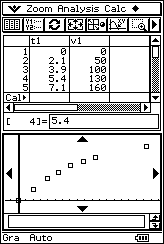 Zoom Analysis Calc
t1 v1
1 0 0
2 2.1 50
3 3.9 100
4 5.4 130
5 7.1 160
Cal
[ 4]= 5.4
Gra Auto